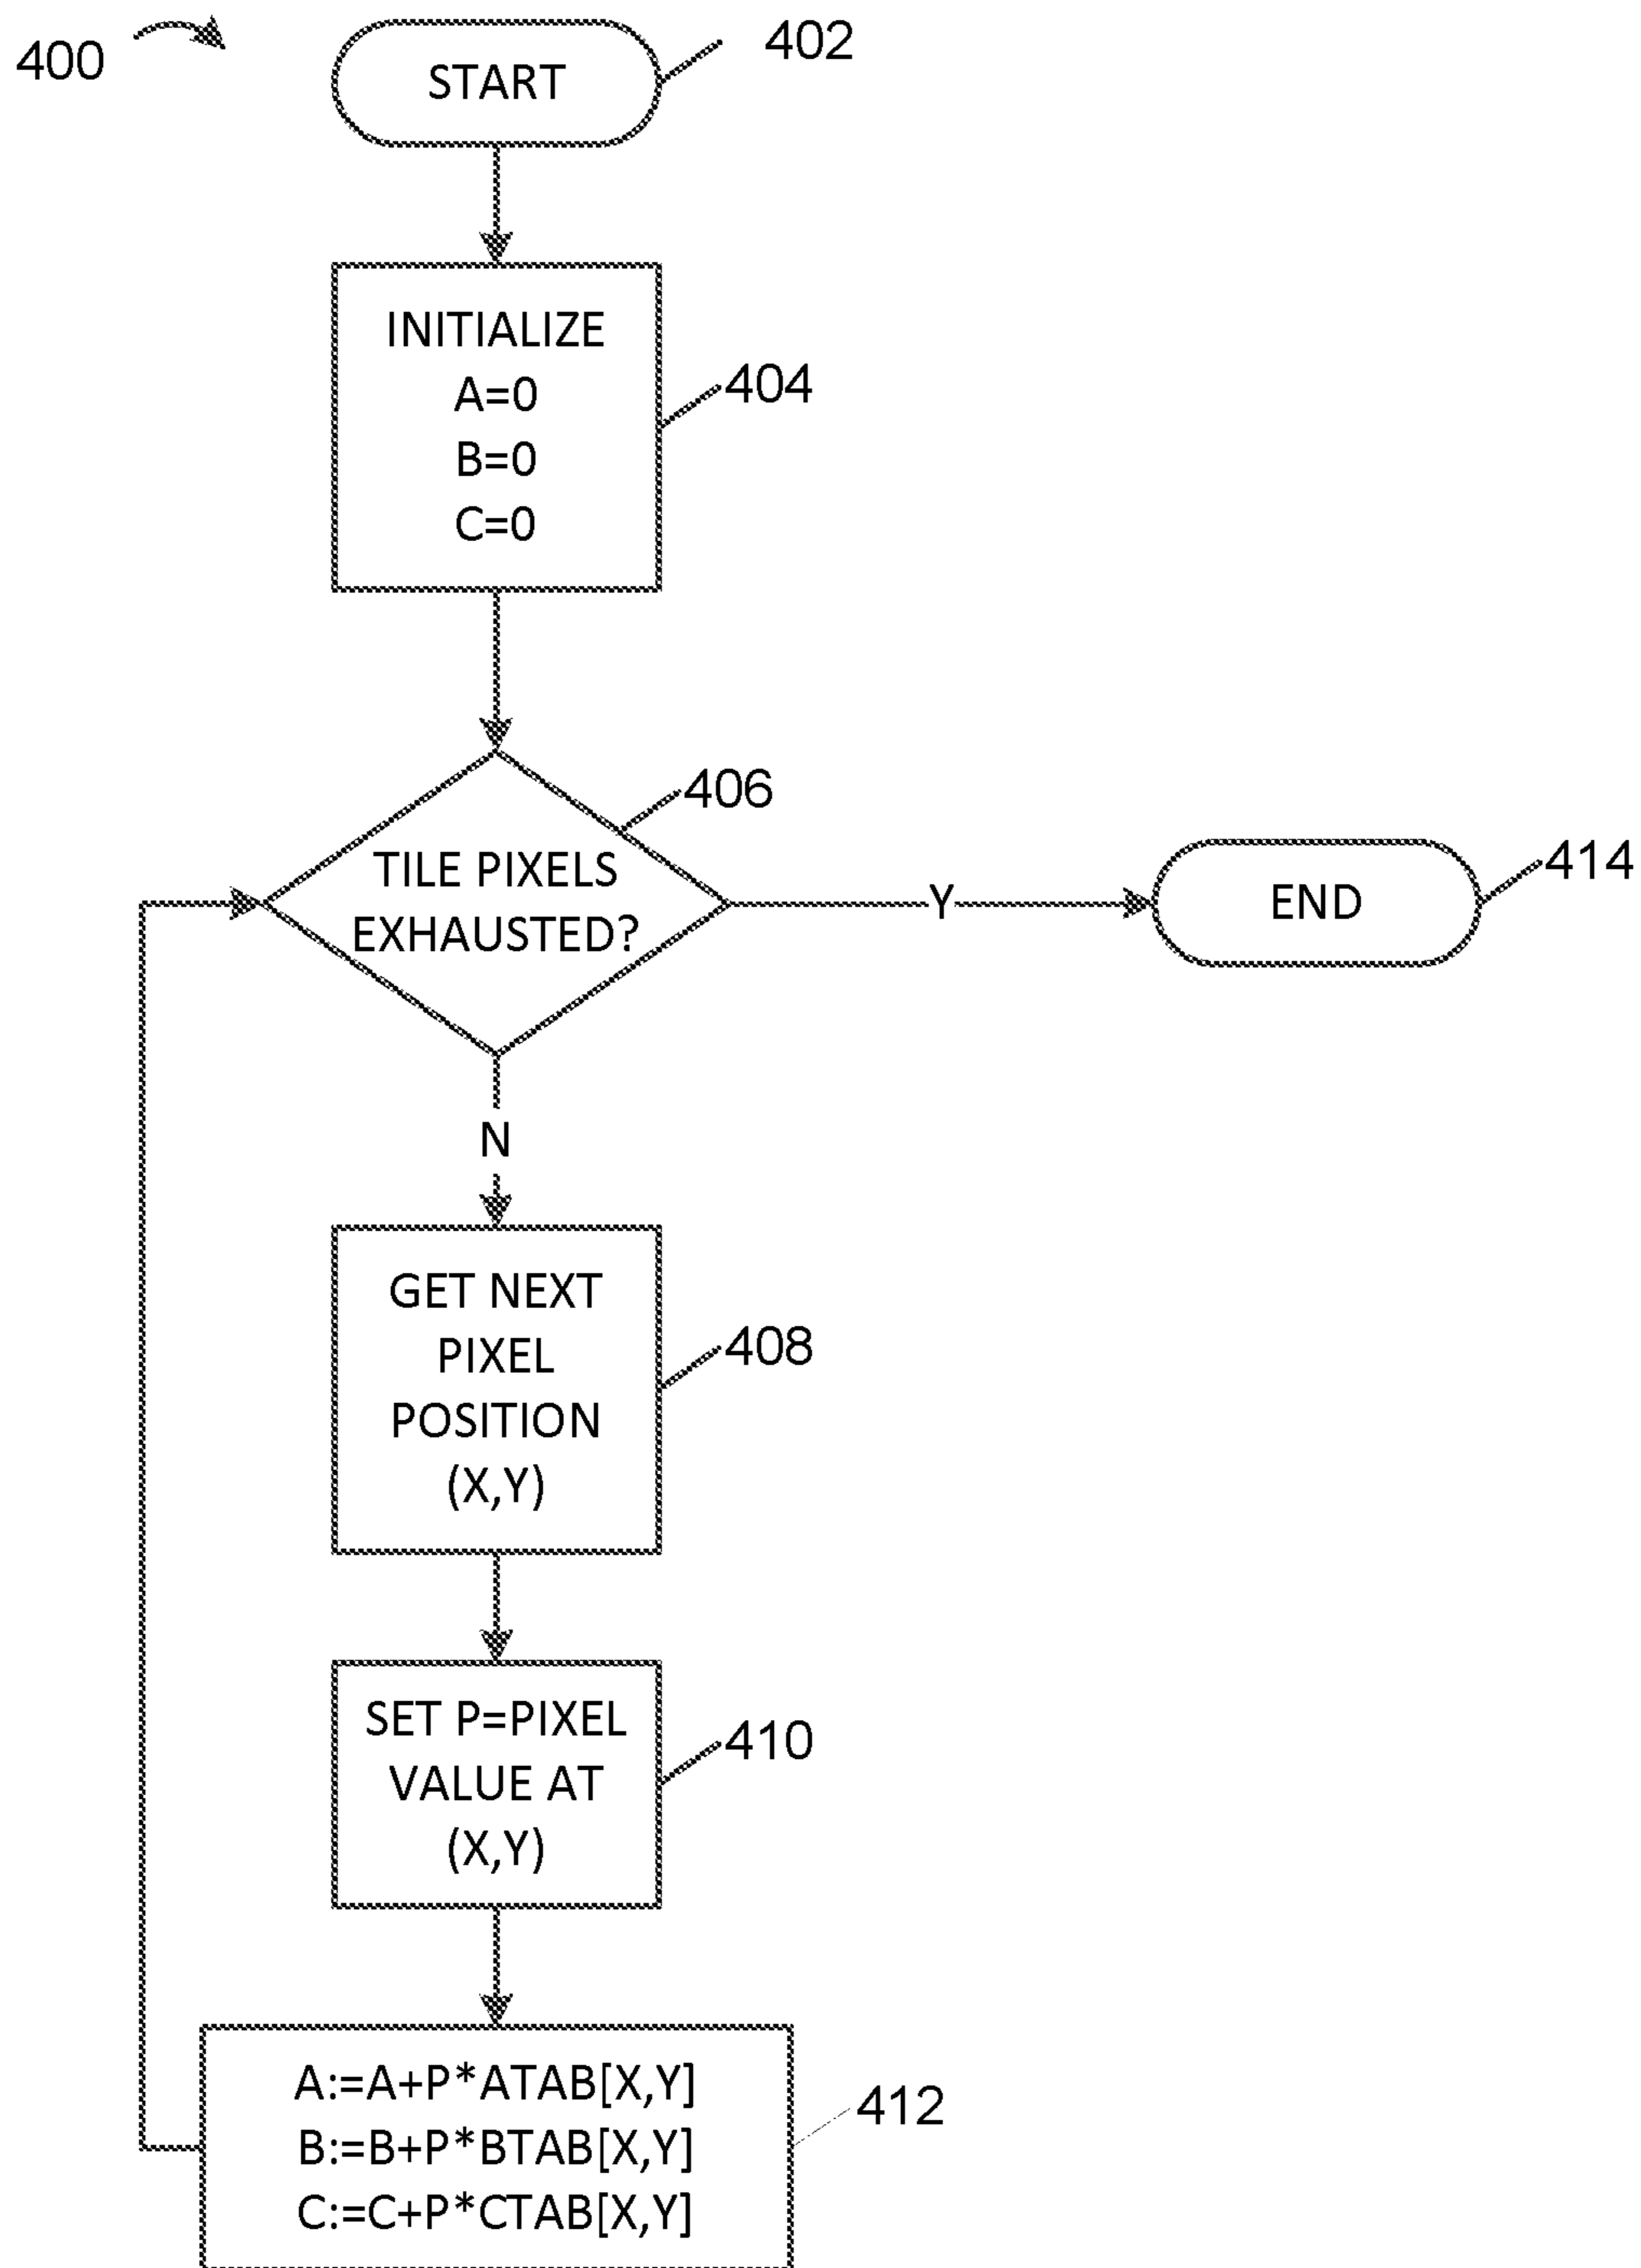 400
402
START
INITIALIZE
A=0
B=0
C=0
404
406
TILE PIXELS
EXHAUSTED?
Y
END
414
N
GET NEXT
PIXEL
POSITION
(X,Y)
408
SET P=PIXEL
VALUE AT
(X,Y)
410
A:=A+P*ATAB[X,Y]
B:=B+P*BTAB[X,Y]
C:=C+P*CTAB[X,Y]
412